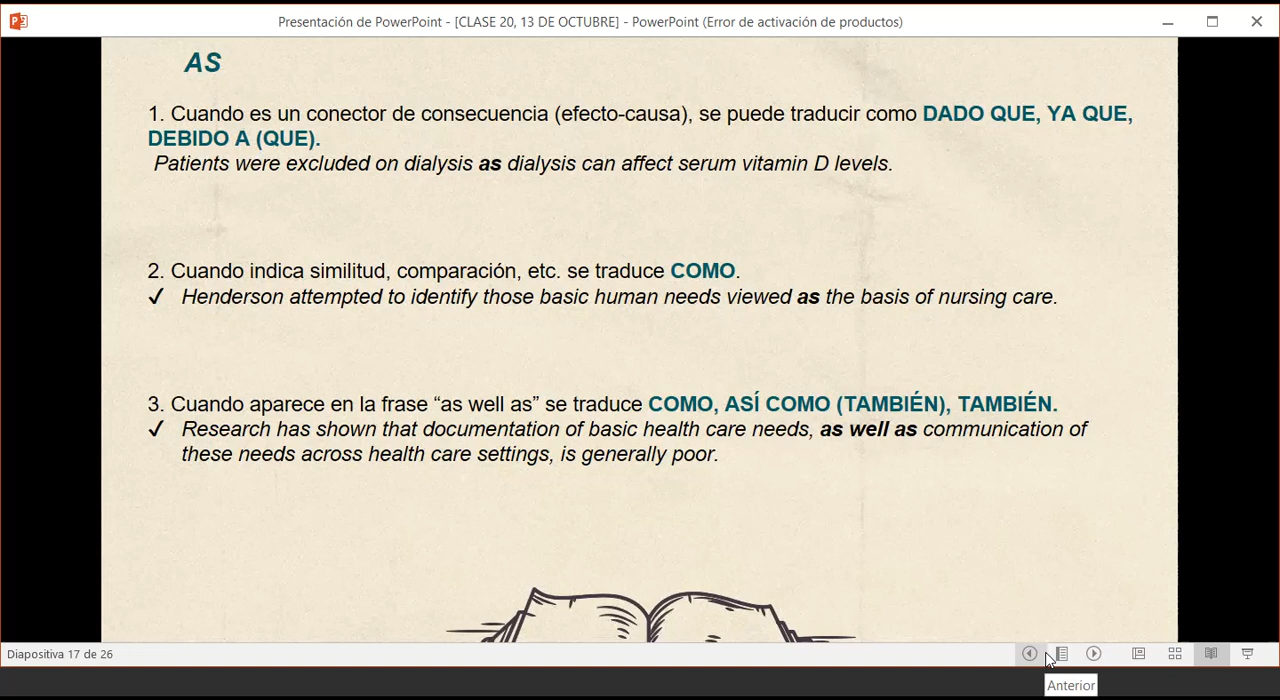 Presentación de PowerPoint - [CLASE 20, 13 DE OCTUBRE] - PowerPoint (Error de activación de productos)
AS
1. Cuando es un conector de consecuencia (efecto-causa), se puede traducir como DADO QUE, YA QUE,
DEBIDO A (QUE).
Patients were excluded on dialysis as dialysis can affect serum vitamin D levels.
2. Cuando indica similitud, comparación, etc. se traduce COMO.
✓ Henderson attempted to identify those basic human needs viewed as the basis of nursing care.
3. Cuando aparece en la frase “as well as” se traduce COMO, ASÍ COMO (TAMBIÉN), TAMBIÉN.
✓ Research has shown that documentation of basic health care needs, as well as communication of
these needs across health care settings, is generally poor.
Diapositiva 17 de 26
Anterior